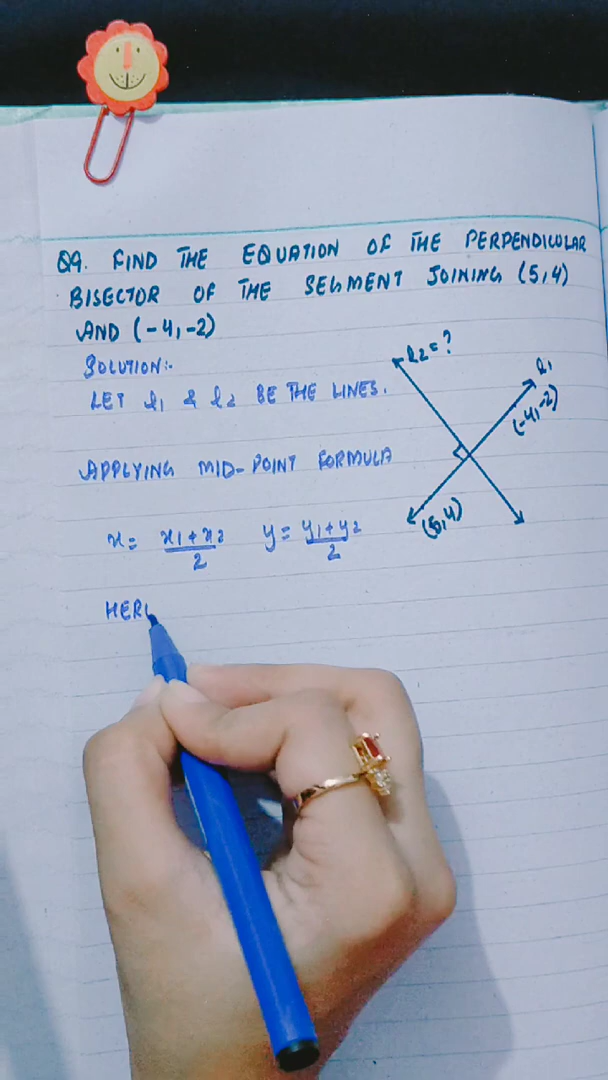 Q9. FIND THE EQUATION OF THE PERPENDICULAR
BISECTOR OF THE SEGMENT JOINING (5,4)
AND (-4,-2)
SOLUTION:-
LET l₁ & l₂ BE THE LINES.
l₂ = ?
l₁
(-4,-2)
(5,4)
APPLYING MID-POINT FORMULA
x = x₁+x₂/2 y = y₁+y₂/2
HER